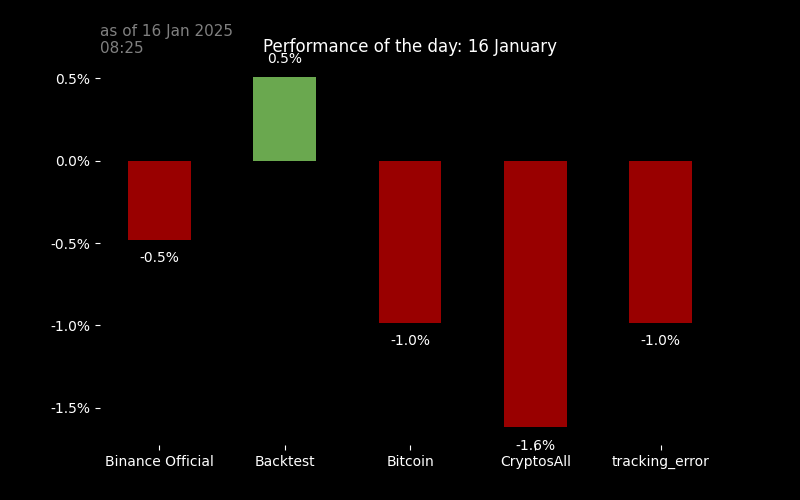 as of 16 Jan 2025
08:25
Performance of the day: 16 January
0.5%
0.5%
0.0%
-0.5%
-0.5%
-1.0%
-1.0%
-1.0%
-1.5%
-1.6%
Binance Official
Backtest
Bitcoin
CryptosAll
tracking_error